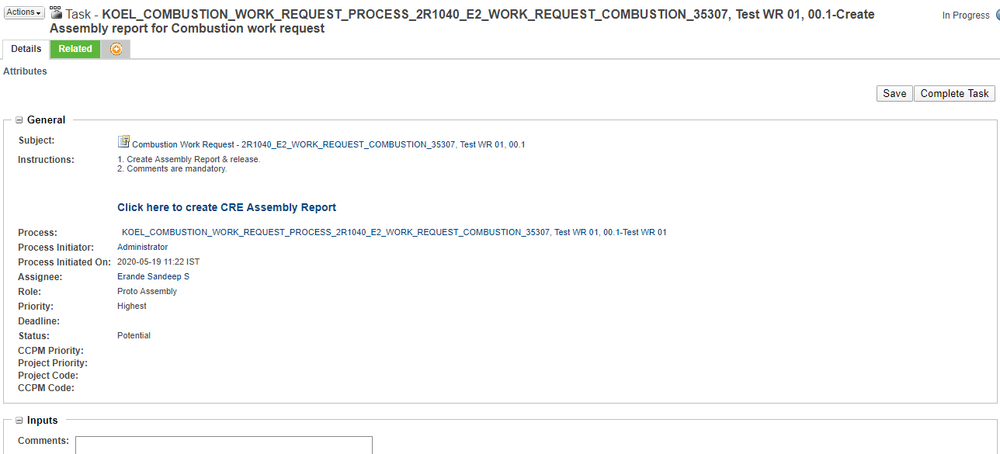 Actions
Task - KOEL_COMBUSTION_WORK_REQUEST_PROCESS_2R1040_E2_WORK_REQUEST_COMBUSTION_35307, Test WR 01, 00.1-Create
Assembly report for Combustion work request
In Progress
Details Related
Attributes
Save Complete Task
General
Subject: Combustion Work Request - 2R1040_E2_WORK_REQUEST_COMBUSTION_35307, Test WR 01, 00.1
Instructions: 1. Create Assembly Report & release.
2. Comments are mandatory.
Click here to create CRE Assembly Report
Process: KOEL_COMBUSTION_WORK_REQUEST_PROCESS_2R1040_E2_WORK_REQUEST_COMBUSTION_35307, Test WR 01, 00.1-Test WR 01
Process Initiator: Administrator
Process Initiated On: 2020-05-19 11:22 IST
Assignee: Erande Sandeep S
Role: Proto Assembly
Priority: Highest
Deadline:
Status: Potential
CCPM Priority:
Project Priority:
Project Code:
CCPM Code:
Inputs
Comments: